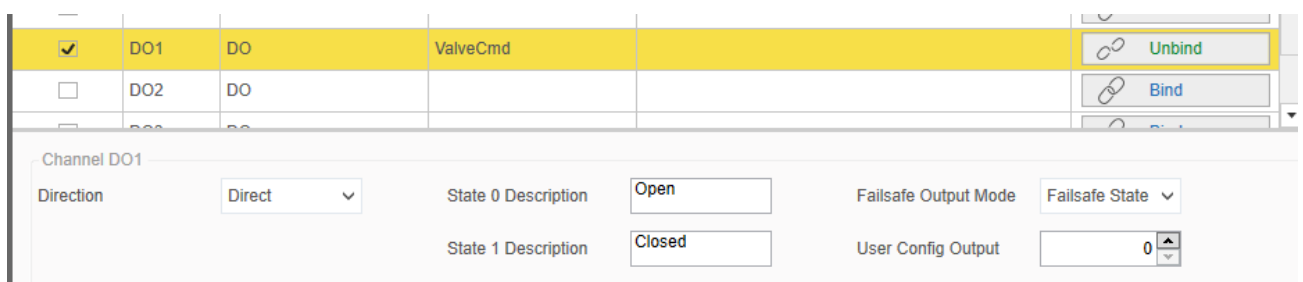 DO1 DO ValveCmd Unbind
DO2 DO Bind
Channel DO1
Direction Direct State 0 Description Open Failsafe Output Mode Failsafe State
State 1 Description Closed User Config Output 0